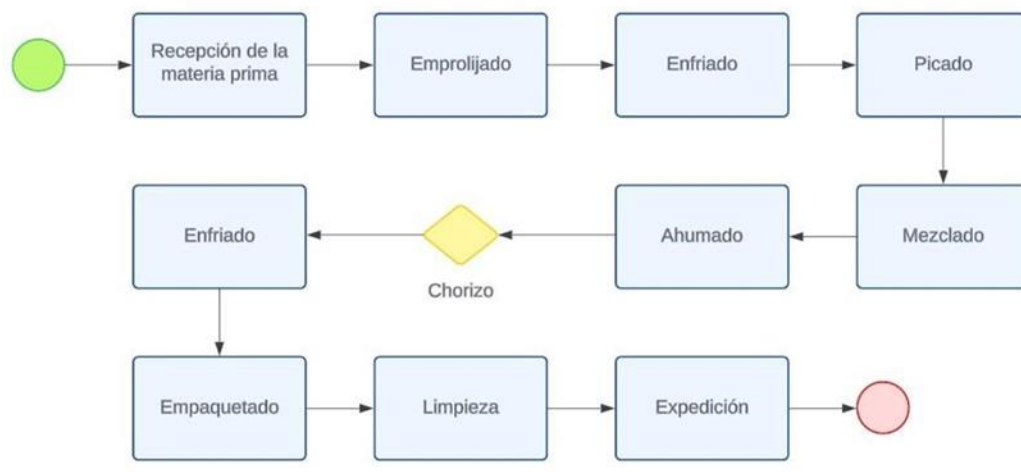 Recepción de la
materia prima
Emprolijado
Enfriado
Picado
Mezclado
Ahumado
Chorizo
Enfriado
Empaquetado
Limpieza
Expedición